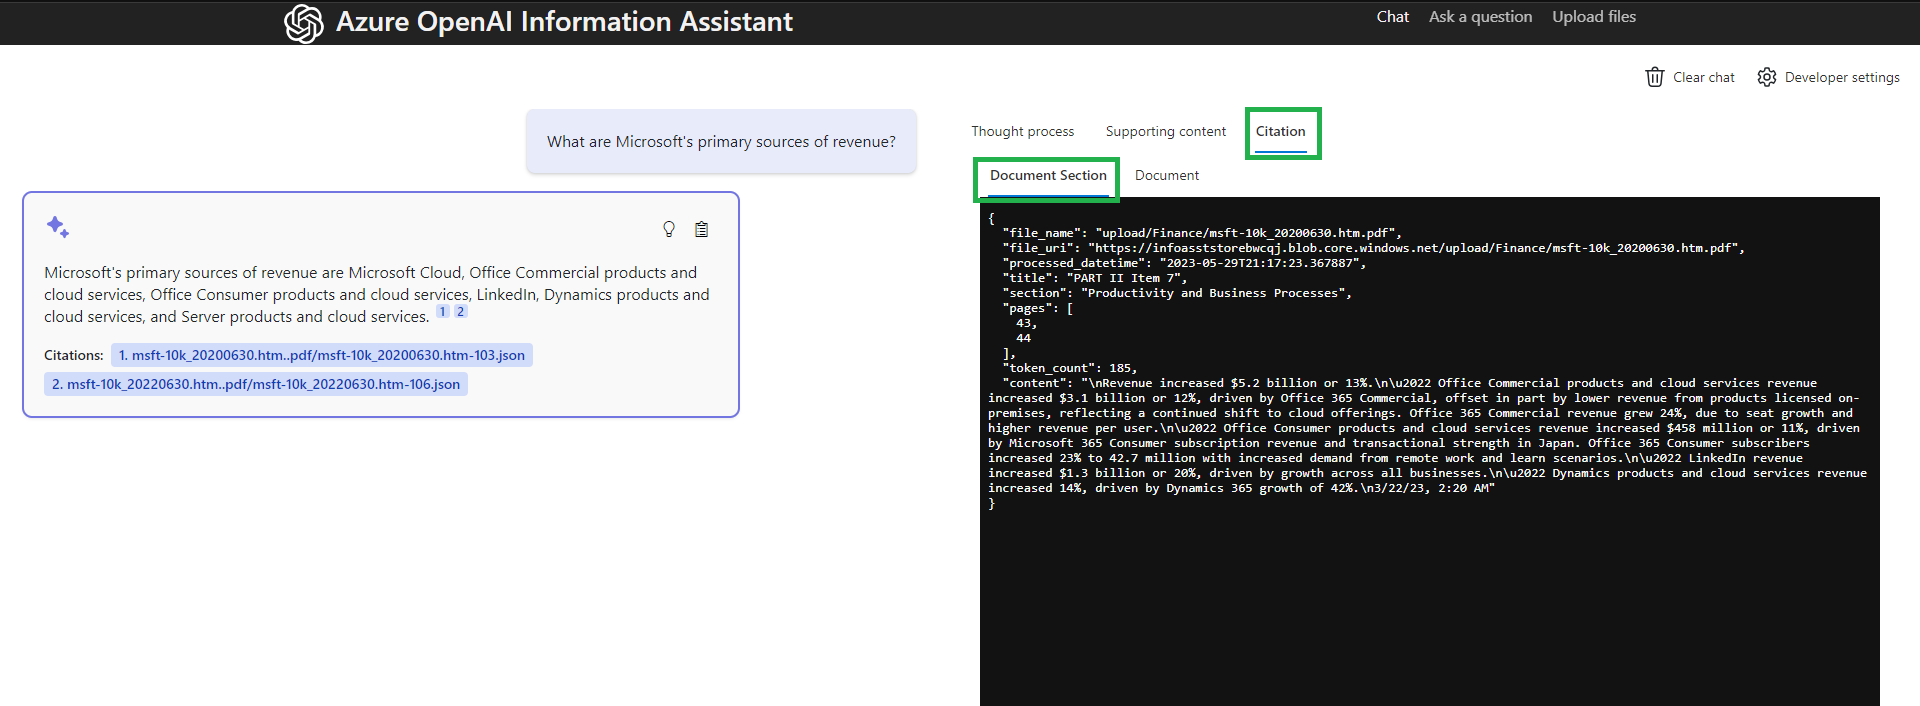 Azure OpenAI Information Assistant
Chat Ask a question Upload files
Clear chat Developer settings
What are Microsoft's primary sources of revenue?
Microsoft's primary sources of revenue are Microsoft Cloud, Office Commercial products and
cloud services, Office Consumer products and cloud services, LinkedIn, Dynamics products and
cloud services, and Server products and cloud services. 1 2
Citations: 1. msft-10k_20200630.htm..pdf/msft-10k_20200630.htm-103.json
2. msft-10k_20220630.htm..pdf/msft-10k_20220630.htm-106.json
Thought process Supporting content Citation
Document Section Document
{
"file_name": "upload/Finance/msft-10k_20200630.htm.pdf",
"file_uri": "https://infoasststorebwcqj.blob.core.windows.net/upload/Finance/msft-10k_20200630.htm.pdf",
"processed_datetime": "2023-05-29T21:17:23.367887",
"title": "PART II Item 7",
"section": "Productivity and Business Processes",
"pages": [
43,
44
],
"token_count": 185,
"content": "\nRevenue increased $5.2 billion or 13%.\n\u2022 Office Commercial products and cloud services revenue
increased $3.1 billion or 12%, driven by Office 365 Commercial, offset in part by lower revenue from products licensed on-
premises, reflecting a continued shift to cloud offerings. Office 365 Commercial revenue grew 24%, due to seat growth and
higher revenue per user.\n\u2022 Office Consumer products and cloud services revenue increased $458 million or 11%, driven
by Microsoft 365 Consumer subscription revenue and transactional strength in Japan. Office 365 Consumer subscribers
increased 23% to 42.7 million with increased demand from remote work and learn scenarios.\n\u2022 LinkedIn revenue
increased $1.3 billion or 20%, driven by growth across all businesses.\n\u2022 Dynamics products and cloud services revenue
increased 14%, driven by Dynamics 365 growth of 42%.\n3/22/23, 2:20 AM"
}